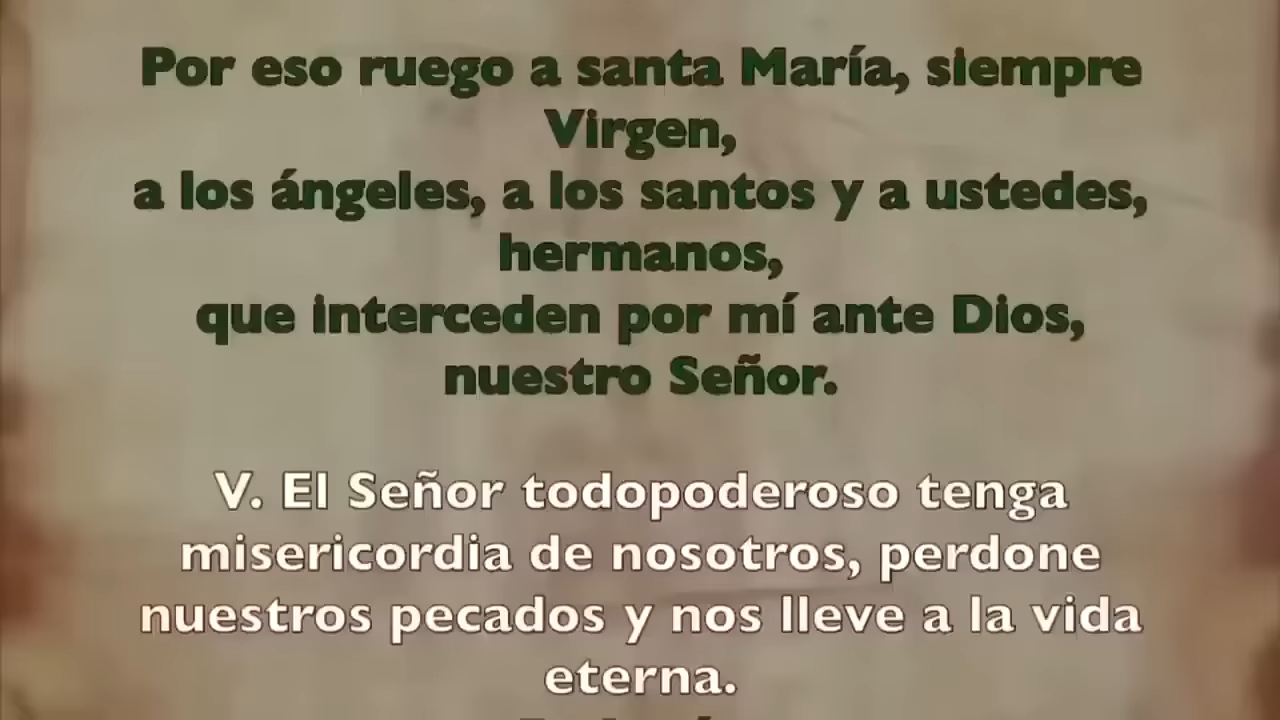 Por eso ruego a santa María, siempre
Virgen,
a los ángeles, a los santos y a ustedes,
hermanos,
que interceden por mí ante Dios,
nuestro Señor.
V. El Señor todopoderoso tenga
misericordia de nosotros, perdone
nuestros pecados y nos lleve a la vida
eterna.